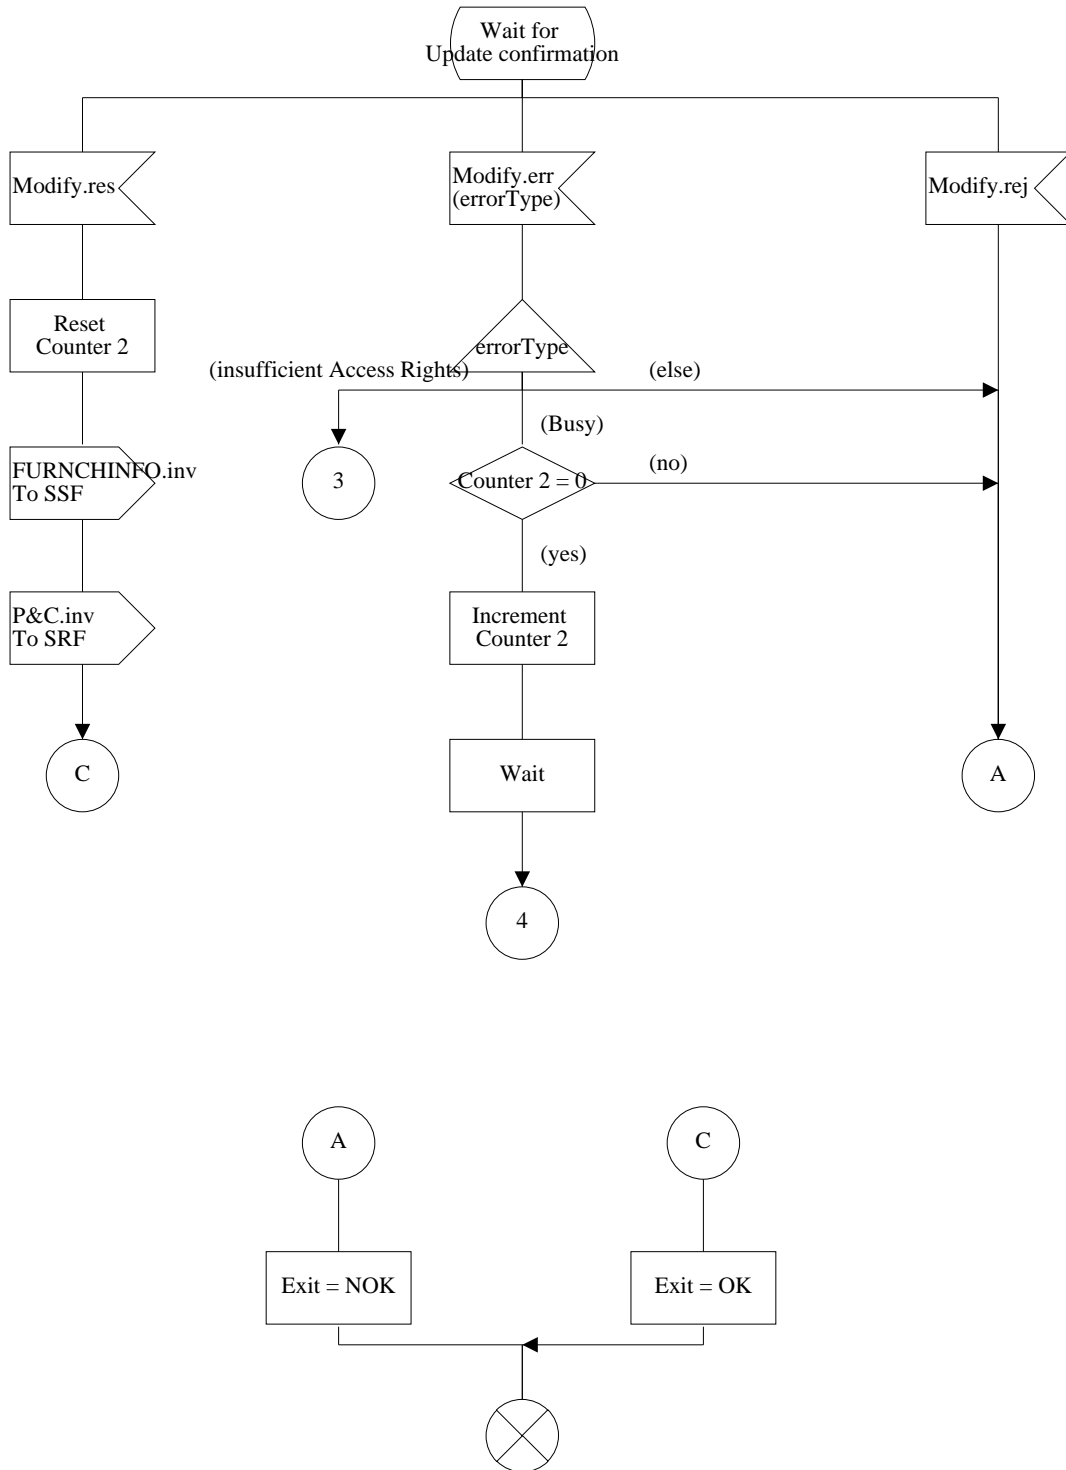 Wait for
Update confirmation
Modify.res
Modify.err
(errorType)
Modify.rej
Reset
Counter 2
errorType
(insufficient Access Rights)
(else)
(Busy)
FURNCHINFO.inv
To SSF
3
Counter 2 = 0
(no)
(yes)
P&C.inv
To SRF
Increment
Counter 2
C
Wait
A
4
A
C
Exit = NOK
Exit = OK